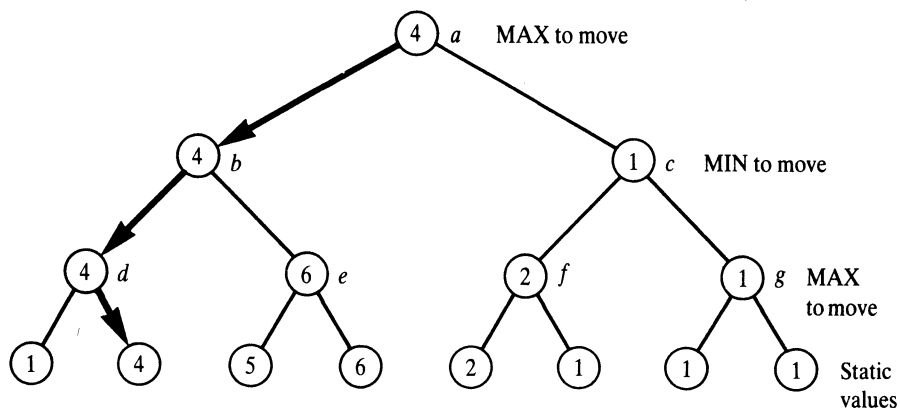 4 a MAX to move
4 b 1 c MIN to move
4 d 6 e 2 f 1 g MAX
to move
1 4 5 6 2 1 1 1 Static
values